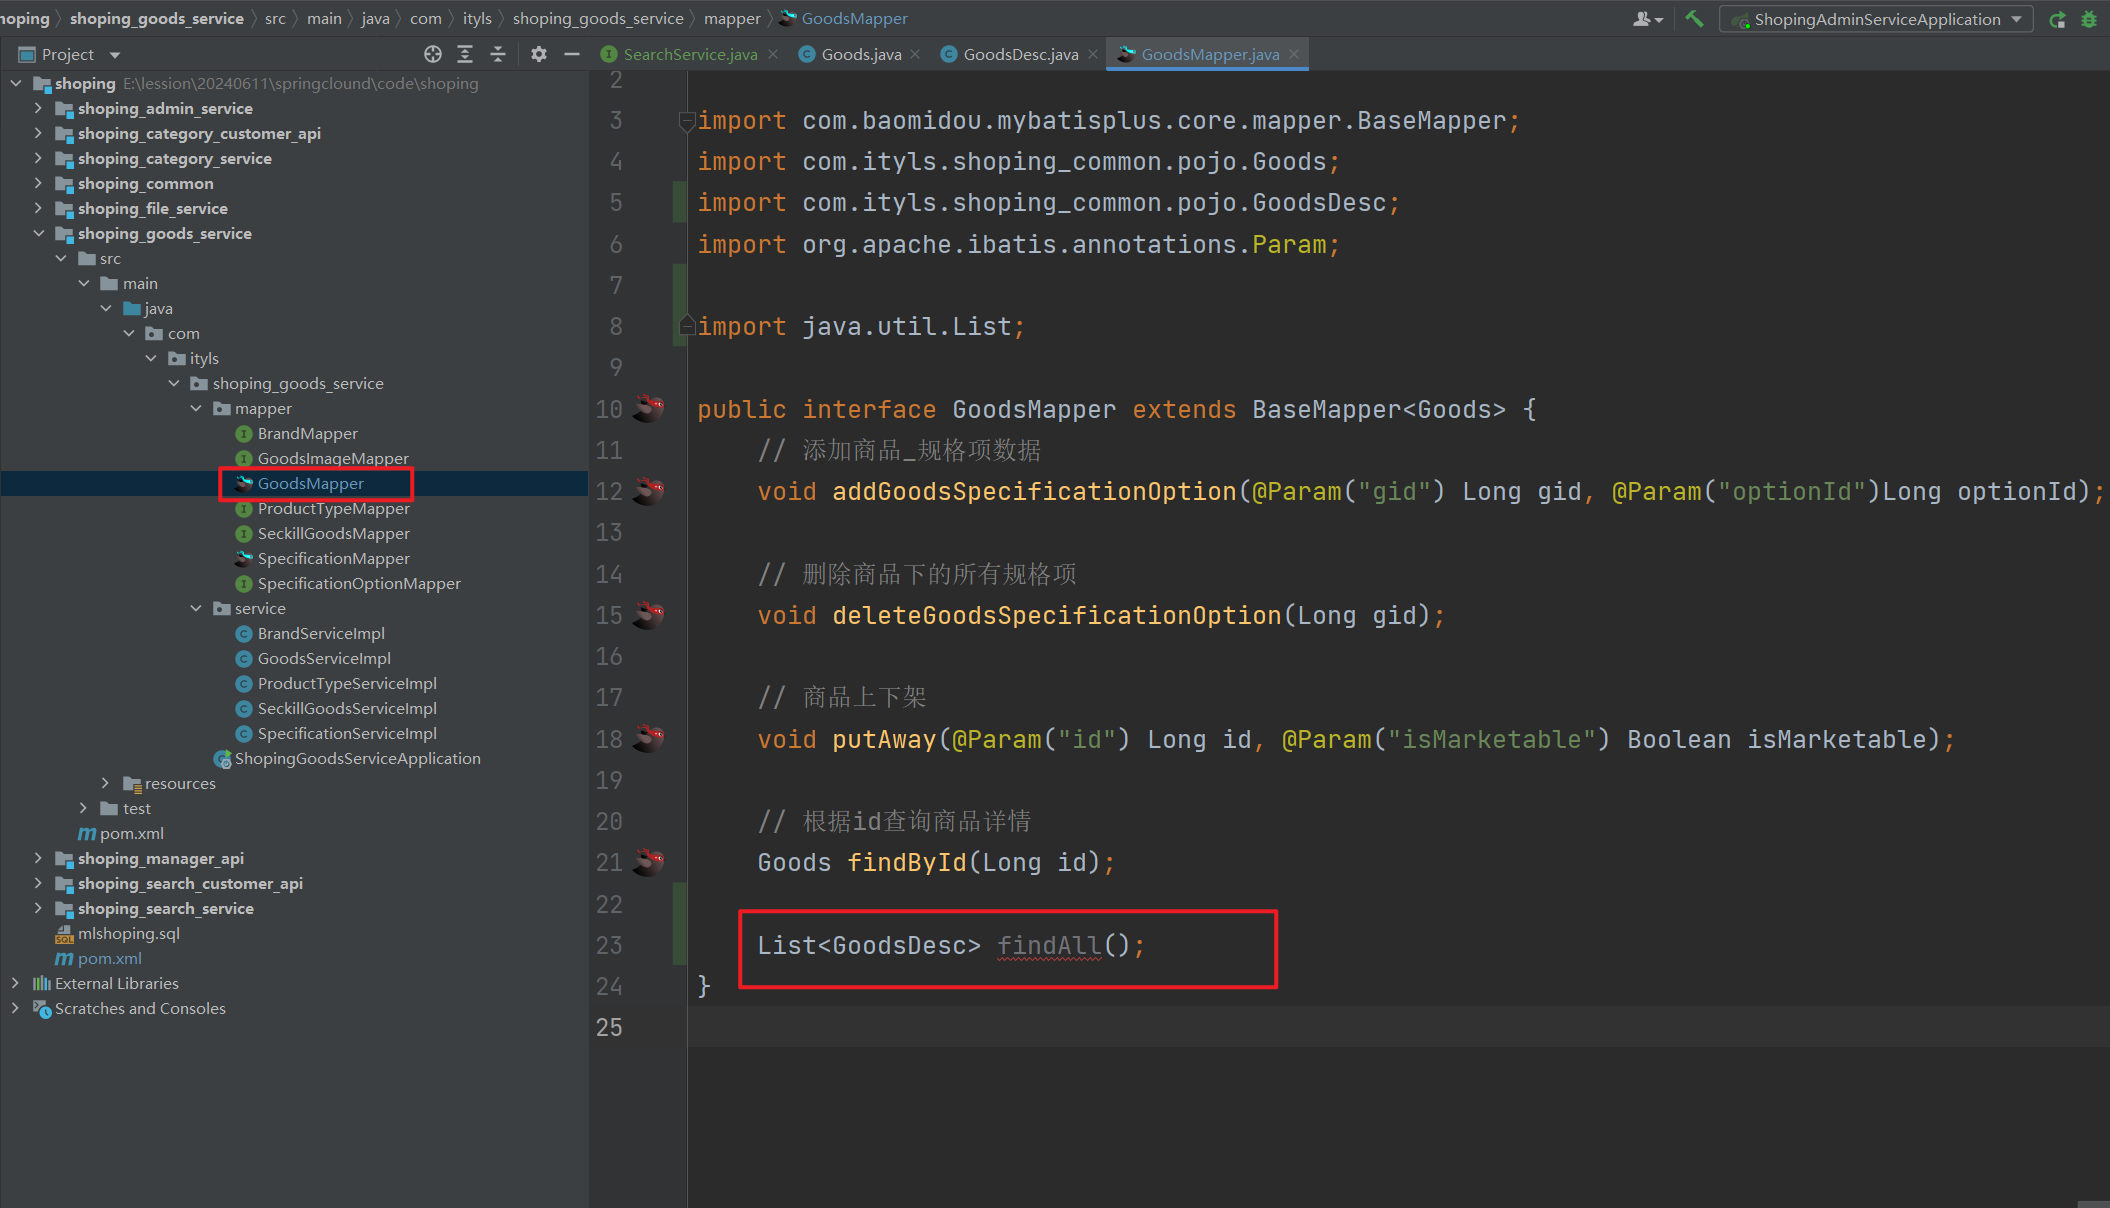 hoping shoping_goods_service src main java com ityls shoping_goods_service mapper GoodsMapper ShopingAdminServiceApplication
Project SearchService.java Goods.java GoodsDesc.java GoodsMapper.java
shoping E:\lession\20240611\springclound\code\shoping
shoping_admin_service
shoping_category_customer_api
shoping_category_service
shoping_common
shoping_file_service
shoping_goods_service
src
main
java
com
ityls
shoping_goods_service
mapper
BrandMapper
GoodsImageMapper
GoodsMapper
ProductTypeMapper
SeckillGoodsMapper
SpecificationMapper
SpecificationOptionMapper
service
BrandServiceImpl
GoodsServiceImpl
ProductTypeServiceImpl
SeckillGoodsServiceImpl
SpecificationServiceImpl
ShopingGoodsServiceApplication
resources
test
pom.xml
shoping_manager_api
shoping_search_customer_api
shoping_search_service
mlshoping.sql
pom.xml
External Libraries
Scratches and Consoles
2
3 import com.baomidou.mybatisplus.core.mapper.BaseMapper;
4 import com.ityls.shoping_common.pojo.Goods;
5 import com.ityls.shoping_common.pojo.GoodsDesc;
6 import org.apache.ibatis.annotations.Param;
7
8 import java.util.List;
9
10 public interface GoodsMapper extends BaseMapper<Goods> {
11 // 添加商品_规格项数据
12 void addGoodsSpecificationOption(@Param("gid") Long gid, @Param("optionId")Long optionId);
13
14 // 删除商品下的所有规格项
15 void deleteGoodsSpecificationOption(Long gid);
16
17 // 商品上下架
18 void putAway(@Param("id") Long id, @Param("isMarketable") Boolean isMarketable);
19
20 // 根据id查询商品详情
21 Goods findById(Long id);
22
23 List<GoodsDesc> findAll();
24 }
25